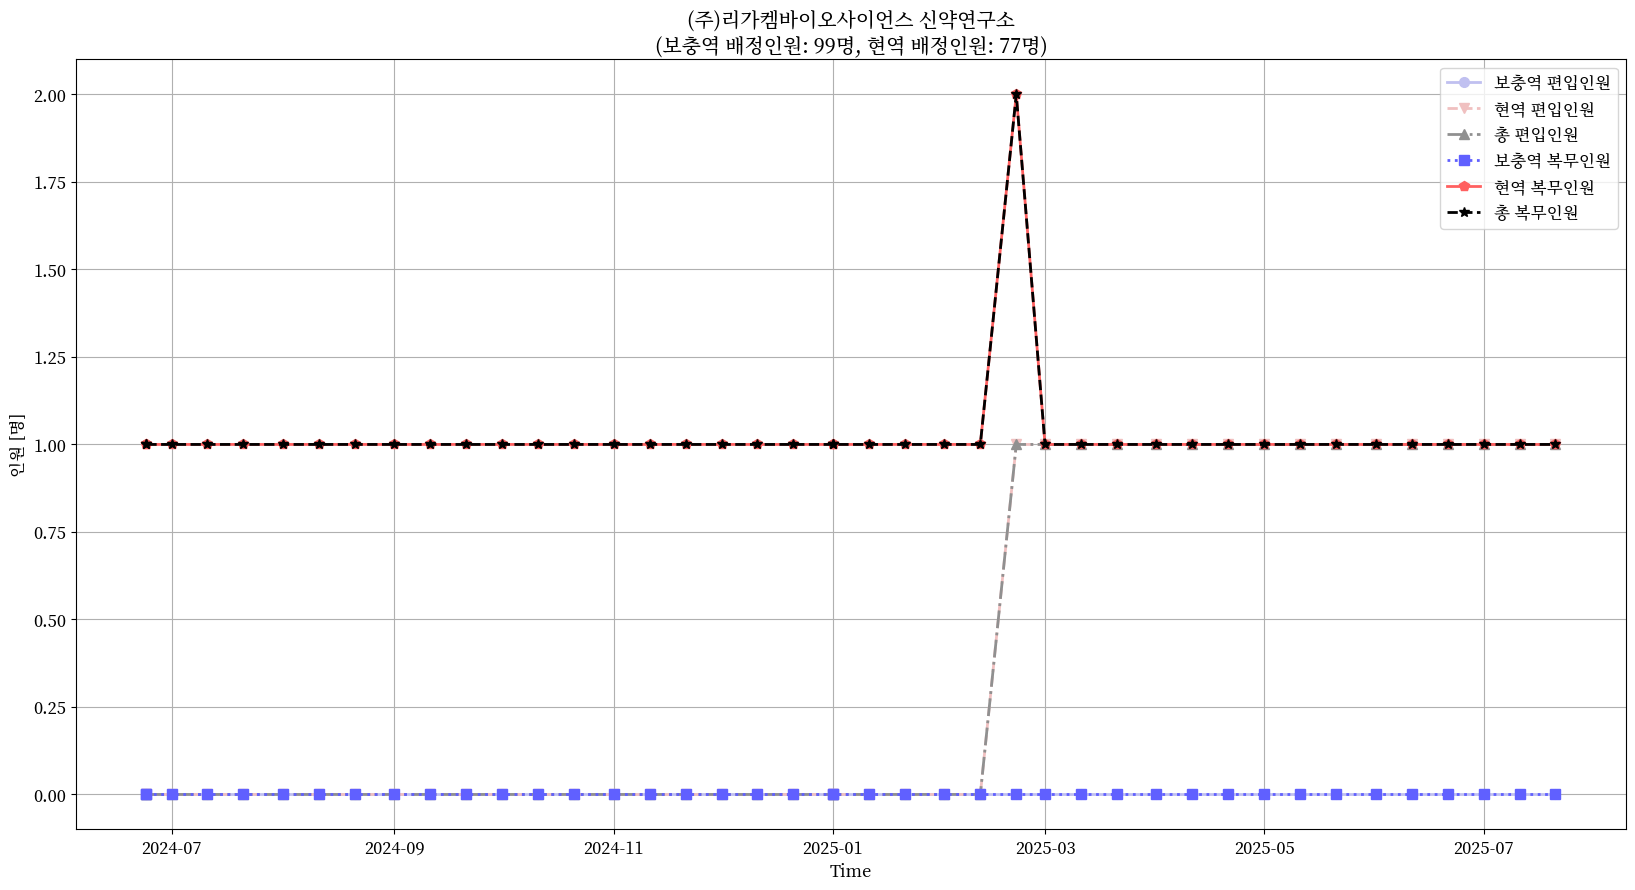 (주)리가켐바이오사이언스 신약연구소
(보충역 배정인원: 99명, 현역 배정인원: 77명)
보충역 편입인원
현역 편입인원
총 편입인원
보충역 복무인원
현역 복무인원
총 복무인원
인원 [명]
2.00
1.75
1.50
1.25
1.00
0.75
0.50
0.25
0.00
2024-07
2024-09
2024-11
2025-01
2025-03
2025-05
2025-07
Time